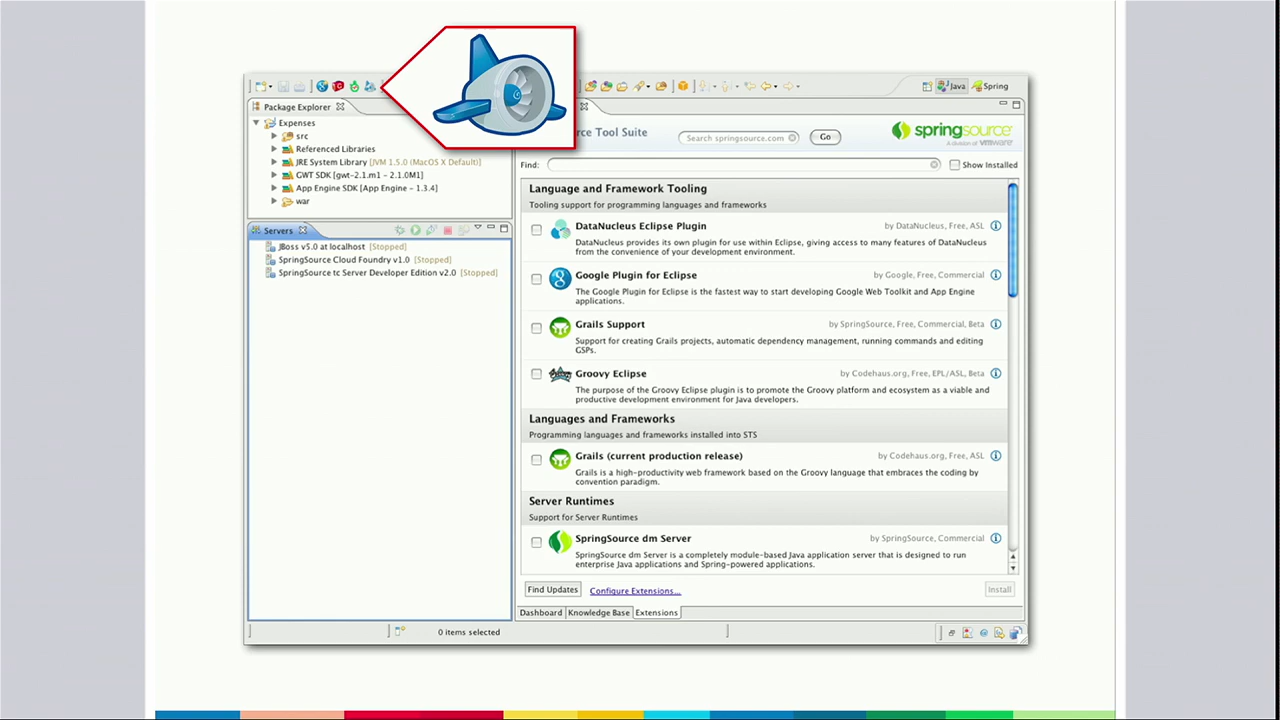 Java
Spring
Package Explorer
Expenses
src
Referenced Libraries
JRE System Library [JVM 1.5.0 (MacOS X Default)]
GWT SDK [gwt-2.1.m1 - 2.1.0M1]
App Engine SDK [App Engine - 1.3.4]
war
Servers
JBoss v5.0 at localhost [Stopped]
SpringSource Cloud Foundry v1.0 [Stopped]
SpringSource tc Server Developer Edition v2.0 [Stopped]
rce Tool Suite
Search springsource.com
Go
springsource
A division of vmware
Find:
Show Installed
Language and Framework Tooling
Tooling support for programming languages and frameworks
DataNucleus Eclipse Plugin
by DataNucleus, Free, ASL
DataNucleus provides its own plugin for use within Eclipse, giving access to many features of DataNucleus
from the convenience of your development environment.
Google Plugin for Eclipse
by Google, Free, Commercial
The Google Plugin for Eclipse is the fastest way to start developing Google Web Toolkit and App Engine
applications.
Grails Support
by SpringSource, Free, Commercial, Beta
Support for creating Grails projects, automatic dependency management, running commands and editing
GSPs.
Groovy Eclipse
by Codehaus.org, Free, EPL/ASL, Beta
The purpose of the Groovy Eclipse plugin is to promote the Groovy platform and ecosystem as a viable and
productive development environment for Java developers.
Languages and Frameworks
Programming languages and frameworks installed into STS
Grails (current production release)
by Codehaus.org, Free, ASL
Grails is a high-productivity web framework based on the Groovy language that embraces the coding by
convention paradigm.
Server Runtimes
Support for Server Runtimes
SpringSource dm Server
by SpringSource, Commercial
SpringSource dm Server is a completely module-based Java application server that is designed to run
enterprise Java applications and Spring-powered applications.
Find Updates
Configure Extensions...
Install
Dashboard
Knowledge Base
Extensions
0 items selected